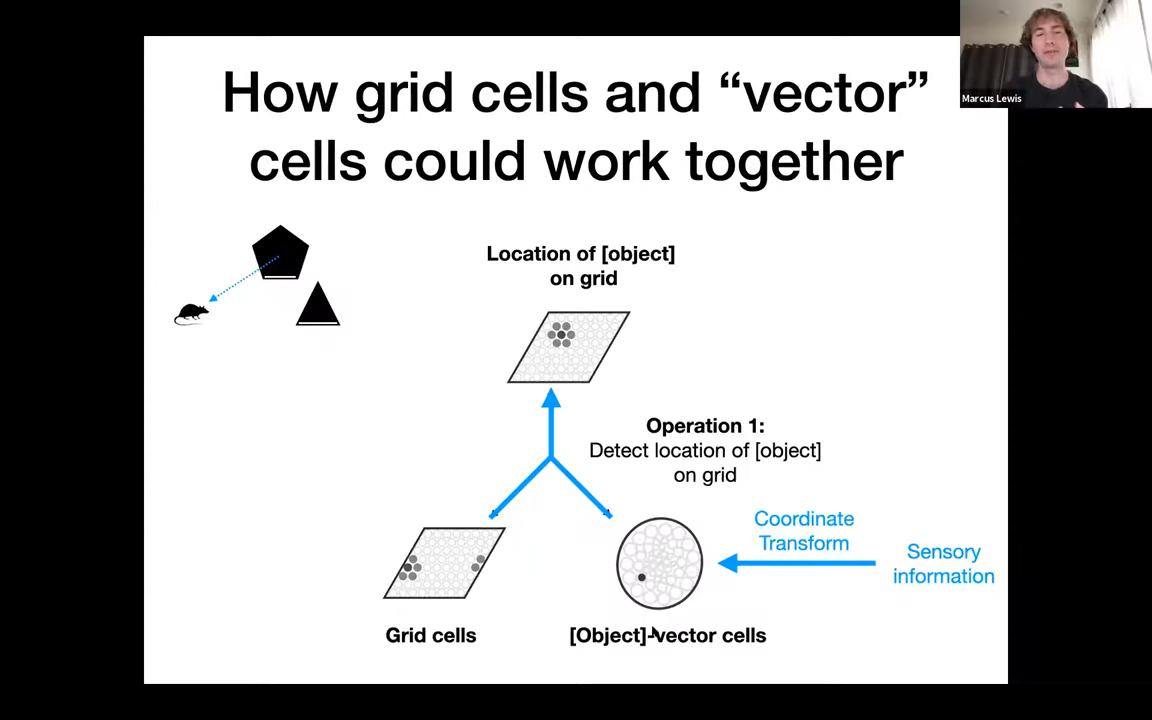 How grid cells and “vector”
cells could work together
Marcus Lewis
Location of [object]
on grid
Operation 1:
Detect location of [object]
on grid
Coordinate
Transform
Sensory
information
Grid cells
[Object]-vector cells